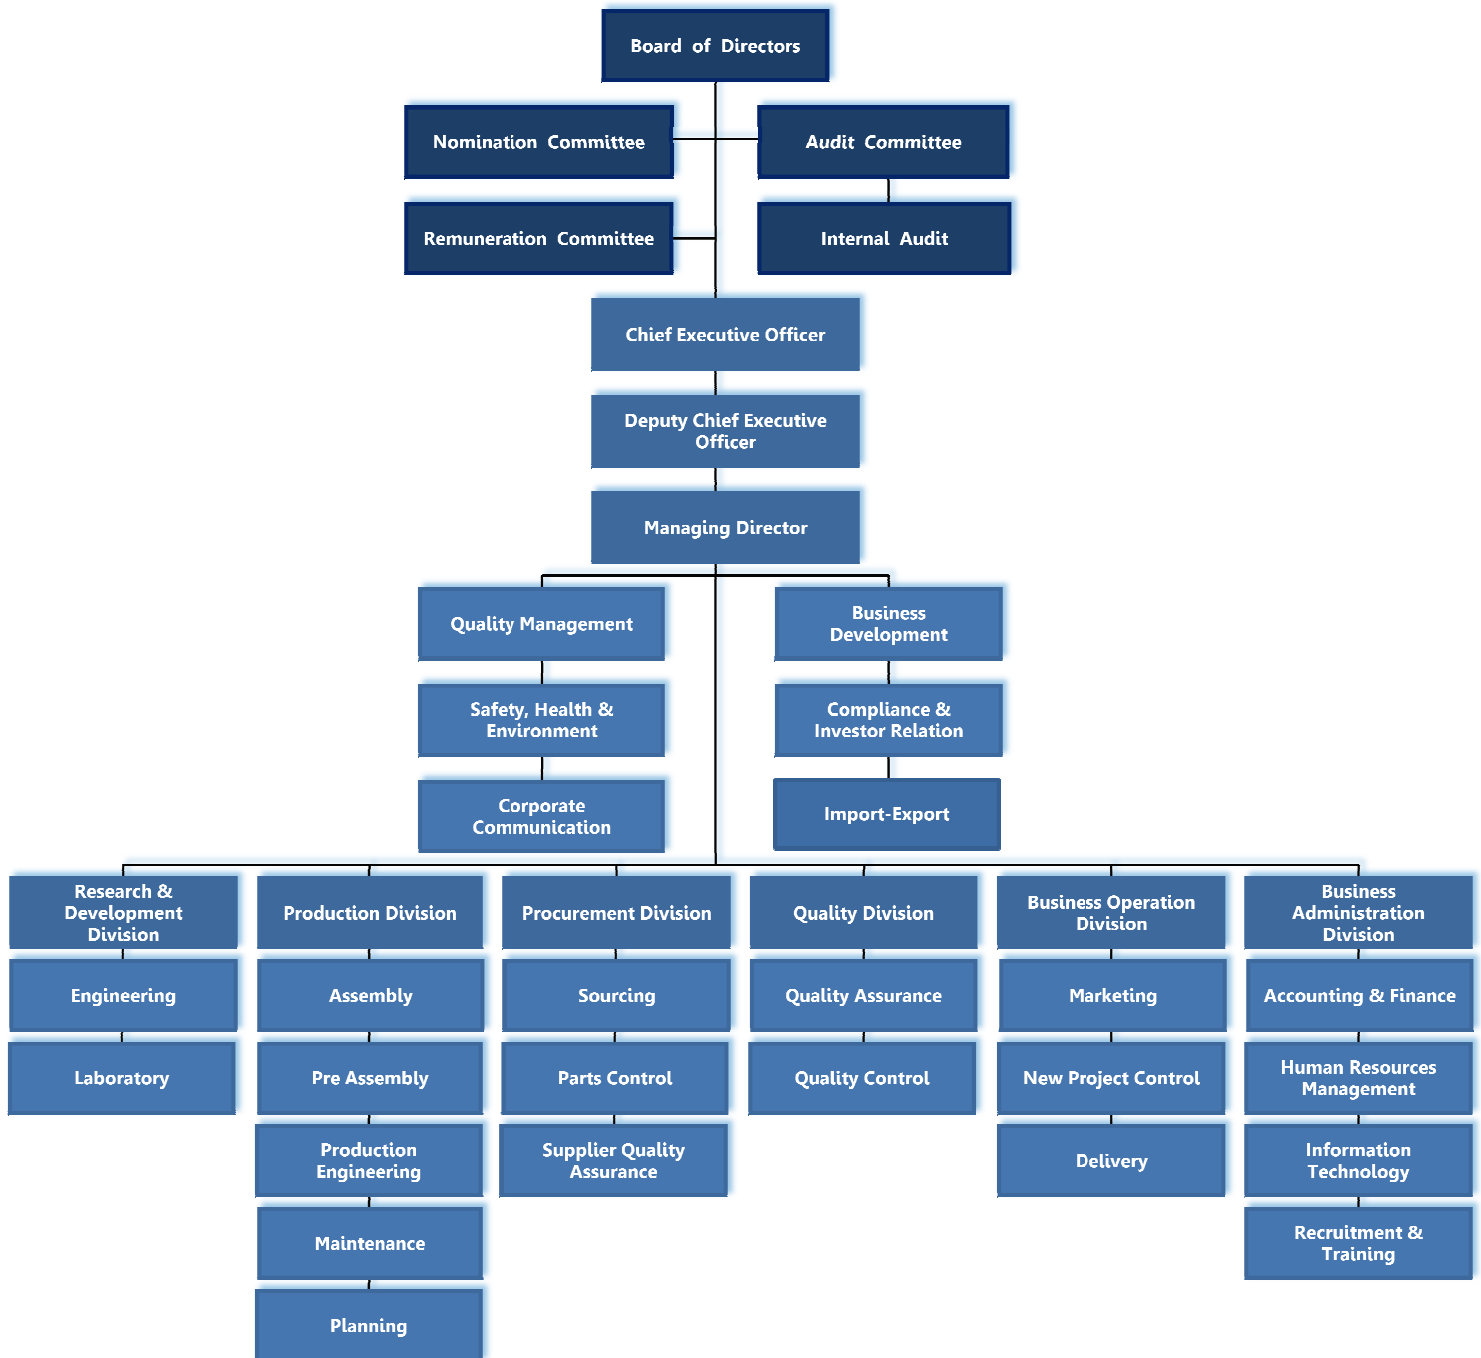 Board of Directors
Nomination Committee
Audit Committee
Remuneration Committee
Internal Audit
Chief Executive Officer
Deputy Chief Executive
Officer
Managing Director
Quality Management
Business
Development
Safety, Health &
Environment
Compliance &
Investor Relation
Corporate
Communication
Import-Export
Research &
Development
Division
Production Division
Procurement Division
Quality Division
Business Operation
Division
Business
Administration
Division
Engineering
Assembly
Sourcing
Quality Assurance
Marketing
Accounting & Finance
Laboratory
Pre Assembly
Parts Control
Quality Control
New Project Control
Human Resources
Management
Production
Engineering
Supplier Quality
Assurance
Delivery
Information
Technology
Maintenance
Recruitment &
Training
Planning